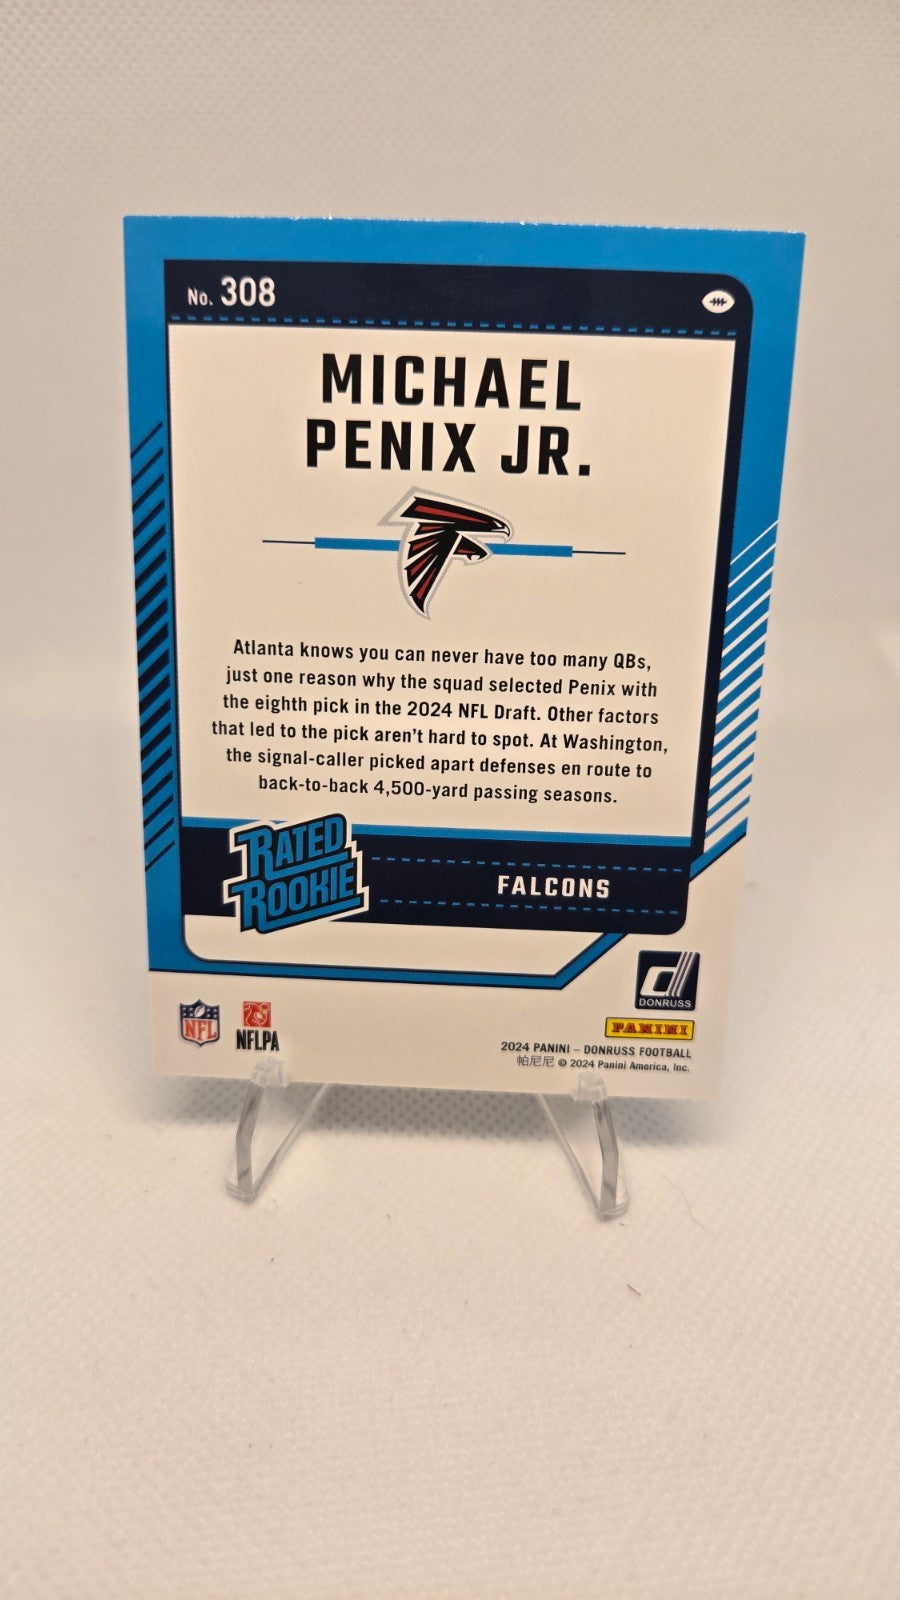 No. 308
MICHAEL
PENIX JR.
Atlanta knows you can never have too many QBs,
just one reason why the squad selected Penix with
the eighth pick in the 2024 NFL Draft. Other factors
that led to the pick aren't hard to spot. At Washington,
the signal-caller picked apart defenses en route to
back-to-back 4,500-yard passing seasons.
RATED
ROOKIE
FALCONS
DONRUSS
NFL
NFLPA
PANINI
2024 PANINI – DONRUSS FOOTBALL
帕尼尼 © 2024 Panini America, Inc.